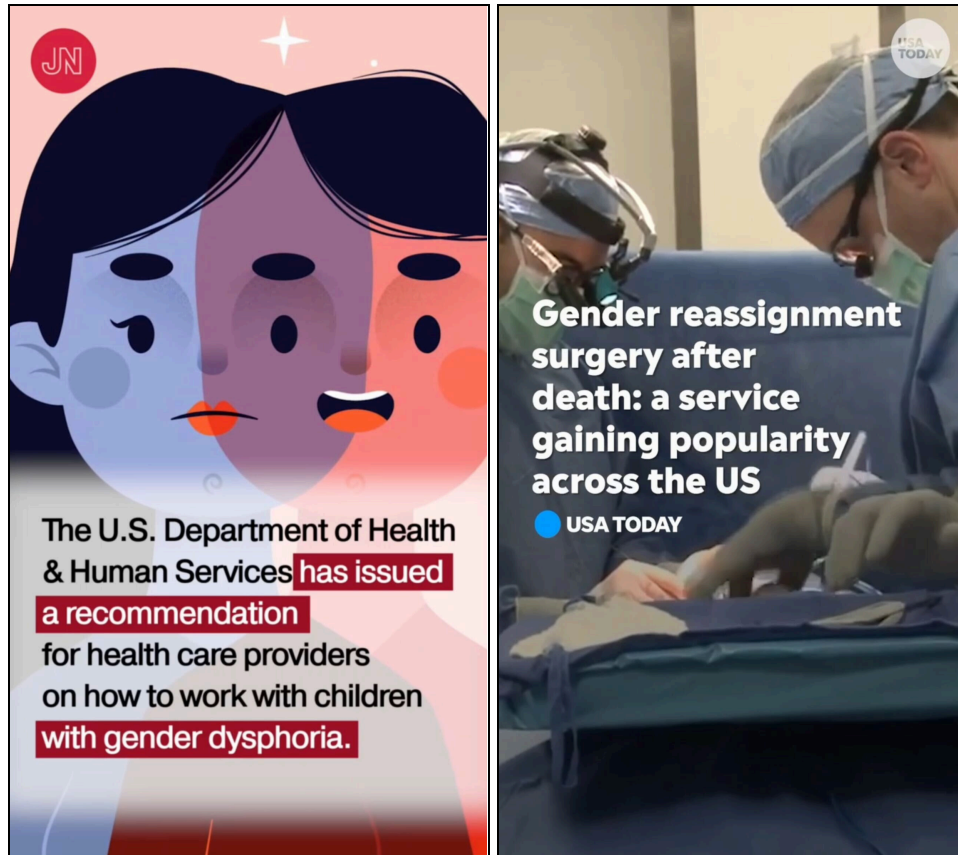 JN
The U.S. Department of Health
& Human Services has issued
a recommendation
for health care providers
on how to work with children
with gender dysphoria.
USA
TODAY
Gender reassignment
surgery after
death: a service
gaining popularity
across the US
USA TODAY